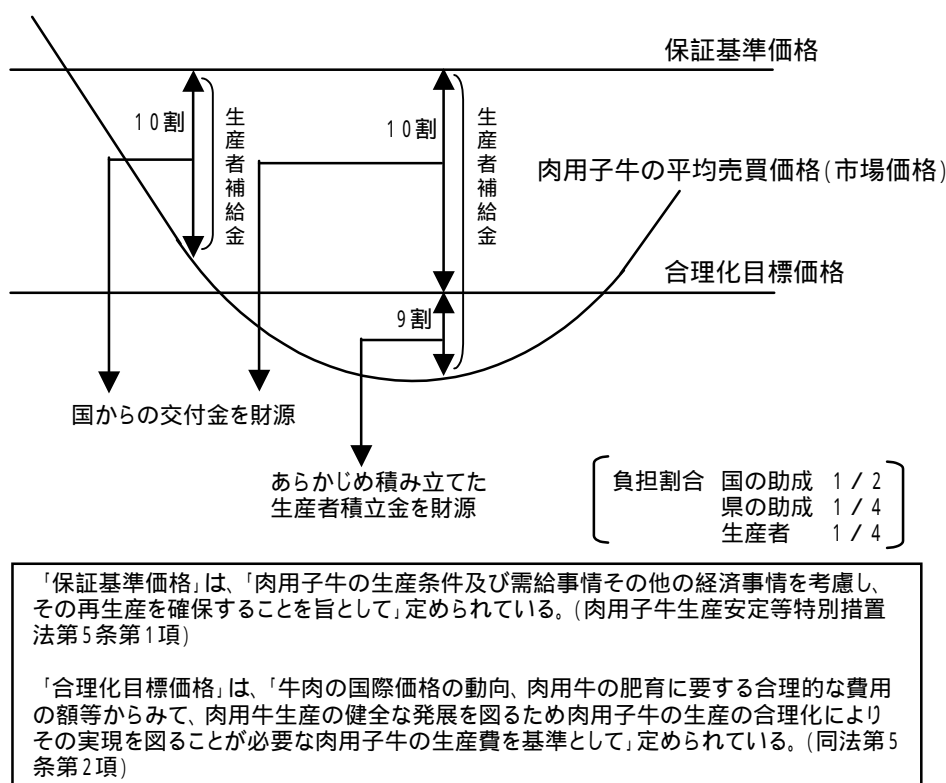 保証基準価格
10割
生産者補給金
10割
生産者補給金
肉用子牛の平均売買価格(市場価格)
合理化目標価格
9割
国からの交付金を財源
あらかじめ積み立てた
生産者積立金を財源
負担割合 国の助成 1/2
県の助成 1/4
生産者 1/4
「保証基準価格」は、「肉用子牛の生産条件及び需給事情その他の経済事情を考慮し、
その再生産を確保することを旨として」定められている。(肉用子牛生産安定等特別措置
法第5条第1項)
「合理化目標価格」は、「牛肉の国際価格の動向、肉用牛の肥育に要する合理的な費用
の額等からみて、肉用牛生産の健全な発展を図るため肉用子牛の生産の合理化により
その実現を図ることが必要な肉用子牛の生産費を基準として」定められている。(同法第5
条第2項)